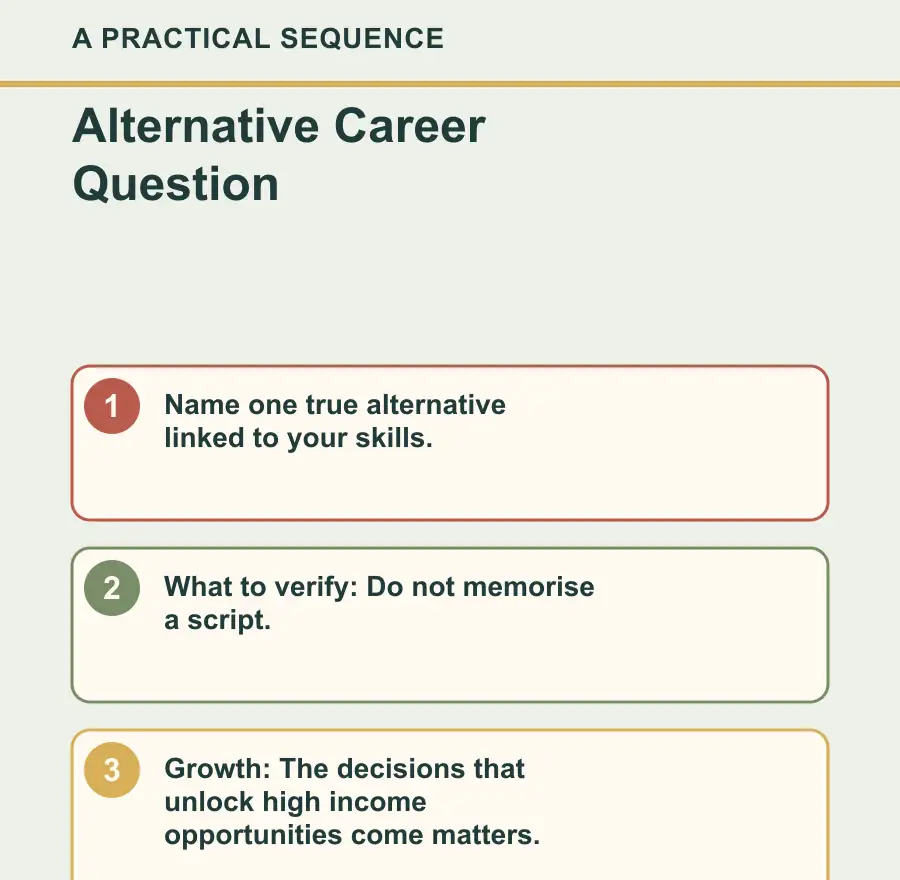 A PRACTICAL SEQUENCE
Alternative Career
Question
1
Name one true alternative
linked to your skills.
2
What to verify: Do not memorise
a script.
3
Growth: The decisions that
unlock high income
opportunities come matters.